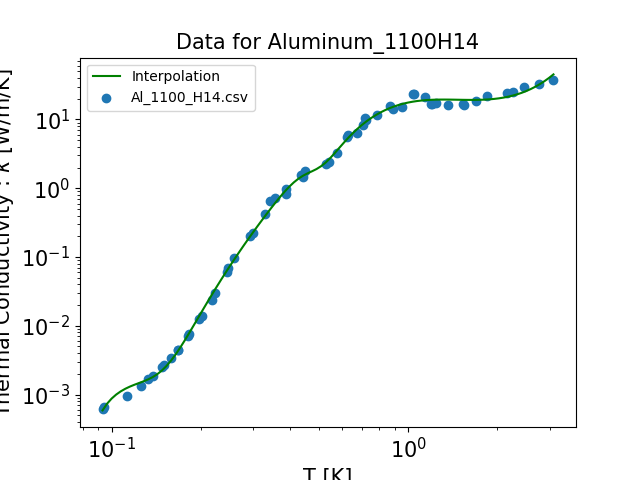 Data for Aluminum_1100H14
Interpolation
Al_1100_H14.csv
Thermal Conductivity : k [W/m/K]
10¹
10⁰
10⁻¹
10⁻²
10⁻³
10⁻¹ 10⁰
T [K]